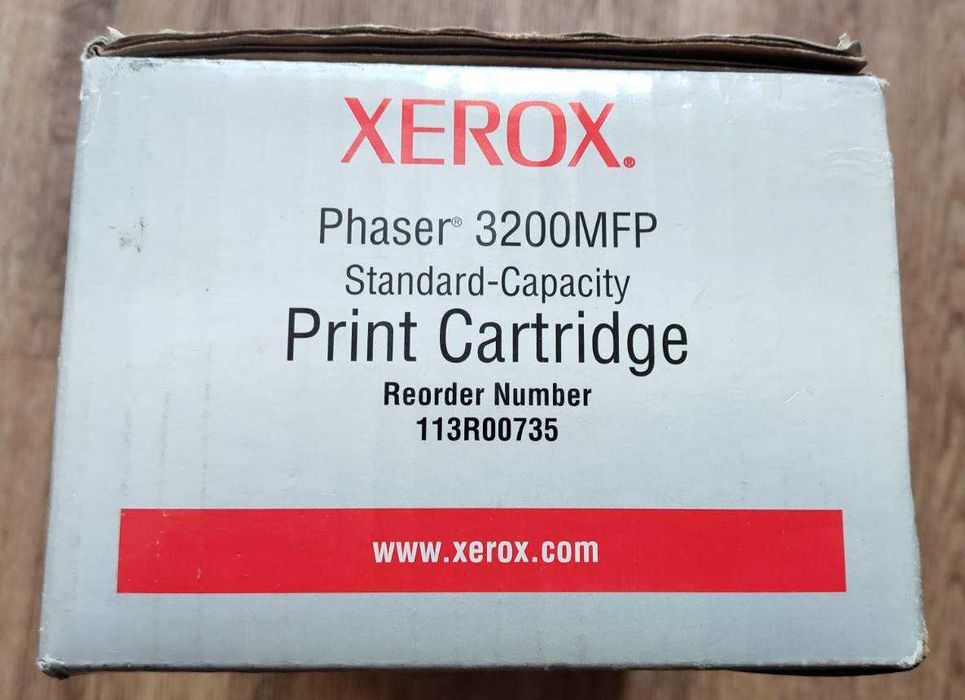 XEROX®
Phaser® 3200MFP
Standard-Capacity
Print Cartridge
Reorder Number
113R00735
www.xerox.com